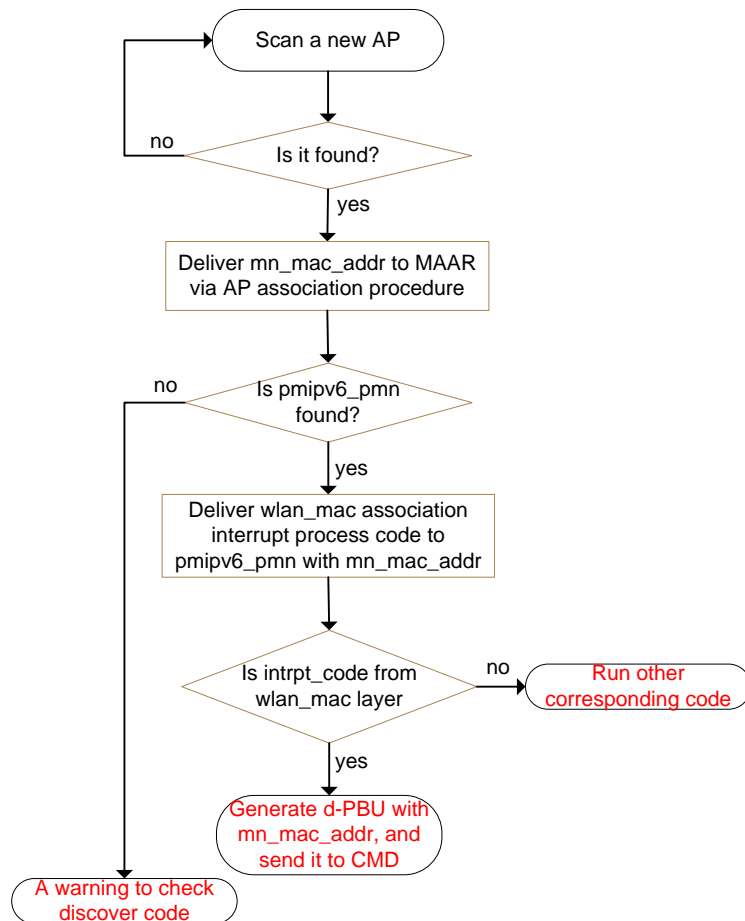 Scan a new AP
no
Is it found?
yes
Deliver mn_mac_addr to MAAR
via AP association procedure
no
Is pmipv6_pmn
found?
yes
Deliver wlan_mac association
interrupt process code to
pmipv6_pmn with mn_mac_addr
Is intrpt_code from
wlan_mac layer
no
Run other
corresponding code
yes
Generate d-PBU with
mn_mac_addr, and
send it to CMD
A warning to check
discover code